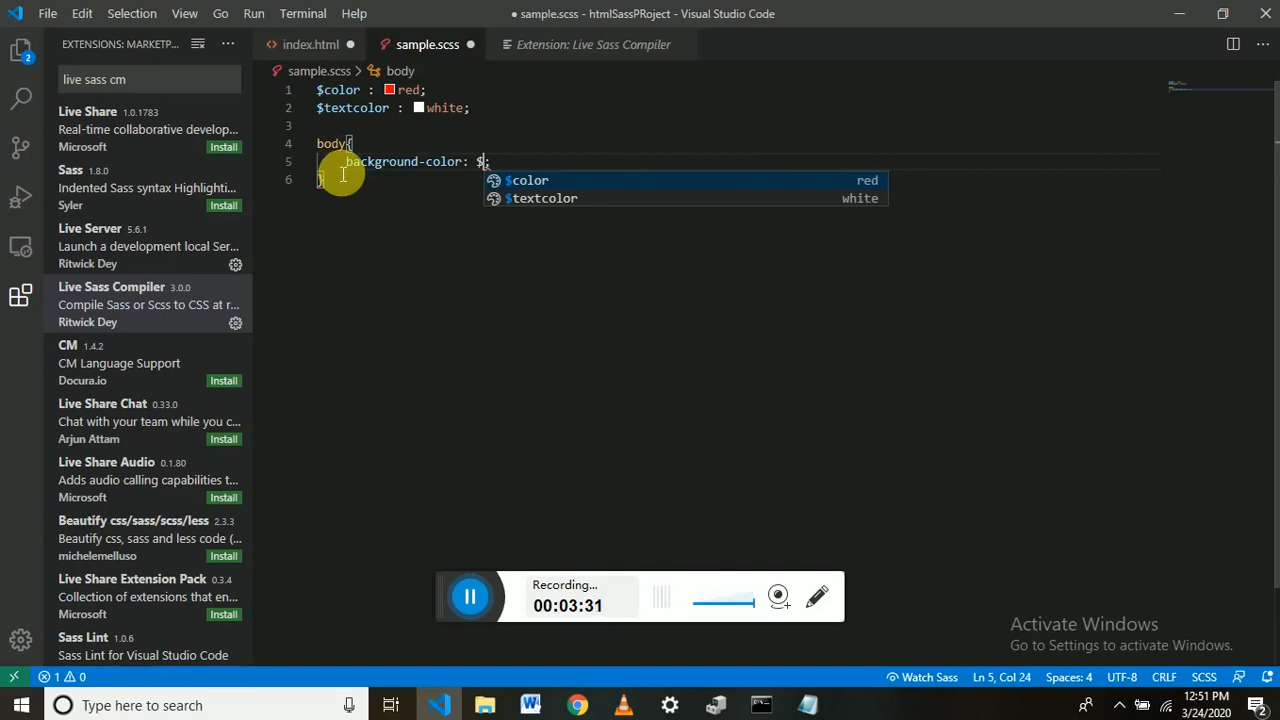 File Edit Selection View Go Run Terminal Help
● sample.scss - htmlSassPRoject - Visual Studio Code
EXTENSIONS: MARKETP...
index.html
sample.scss
Extension: Live Sass Compiler
live sass cm
sample.scss > body
Live Share 1.0.1783
Real-time collaborative develop...
Microsoft
Install
Sass 1.8.0
Indented Sass syntax Highlighti...
Syler
Install
Live Server 5.6.1
Launch a development local Ser...
Ritwick Dey
Live Sass Compiler 3.0.0
Compile Sass or Scss to CSS at r...
Ritwick Dey
CM 1.4.2
CM Language Support
Docura.io
Install
Live Share Chat 0.33.0
Chat with your team while you c...
Arjun Attam
Install
Live Share Audio 0.1.80
Adds audio calling capabilities t...
Microsoft
Install
Beautify css/sass/scss/less 2.3.3
Beautify css, sass and less code (...
michelemelluso
Install
Live Share Extension Pack 0.3.4
Collection of extensions that en...
Microsoft
Install
Sass Lint 1.0.6
Sass Lint for Visual Studio Code
1 $color : red;
2 $textcolor : white;
3
4 body{
5 background-color: $;
6 }
$color red
$textcolor white
Recording...
00:03:31
Activate Windows
Go to Settings to activate Windows.
1 0
Watch Sass
Ln 5, Col 24
Spaces: 4
UTF-8
CRLF
SCSS
2
Type here to search
12:51 PM
3/24/2020
2